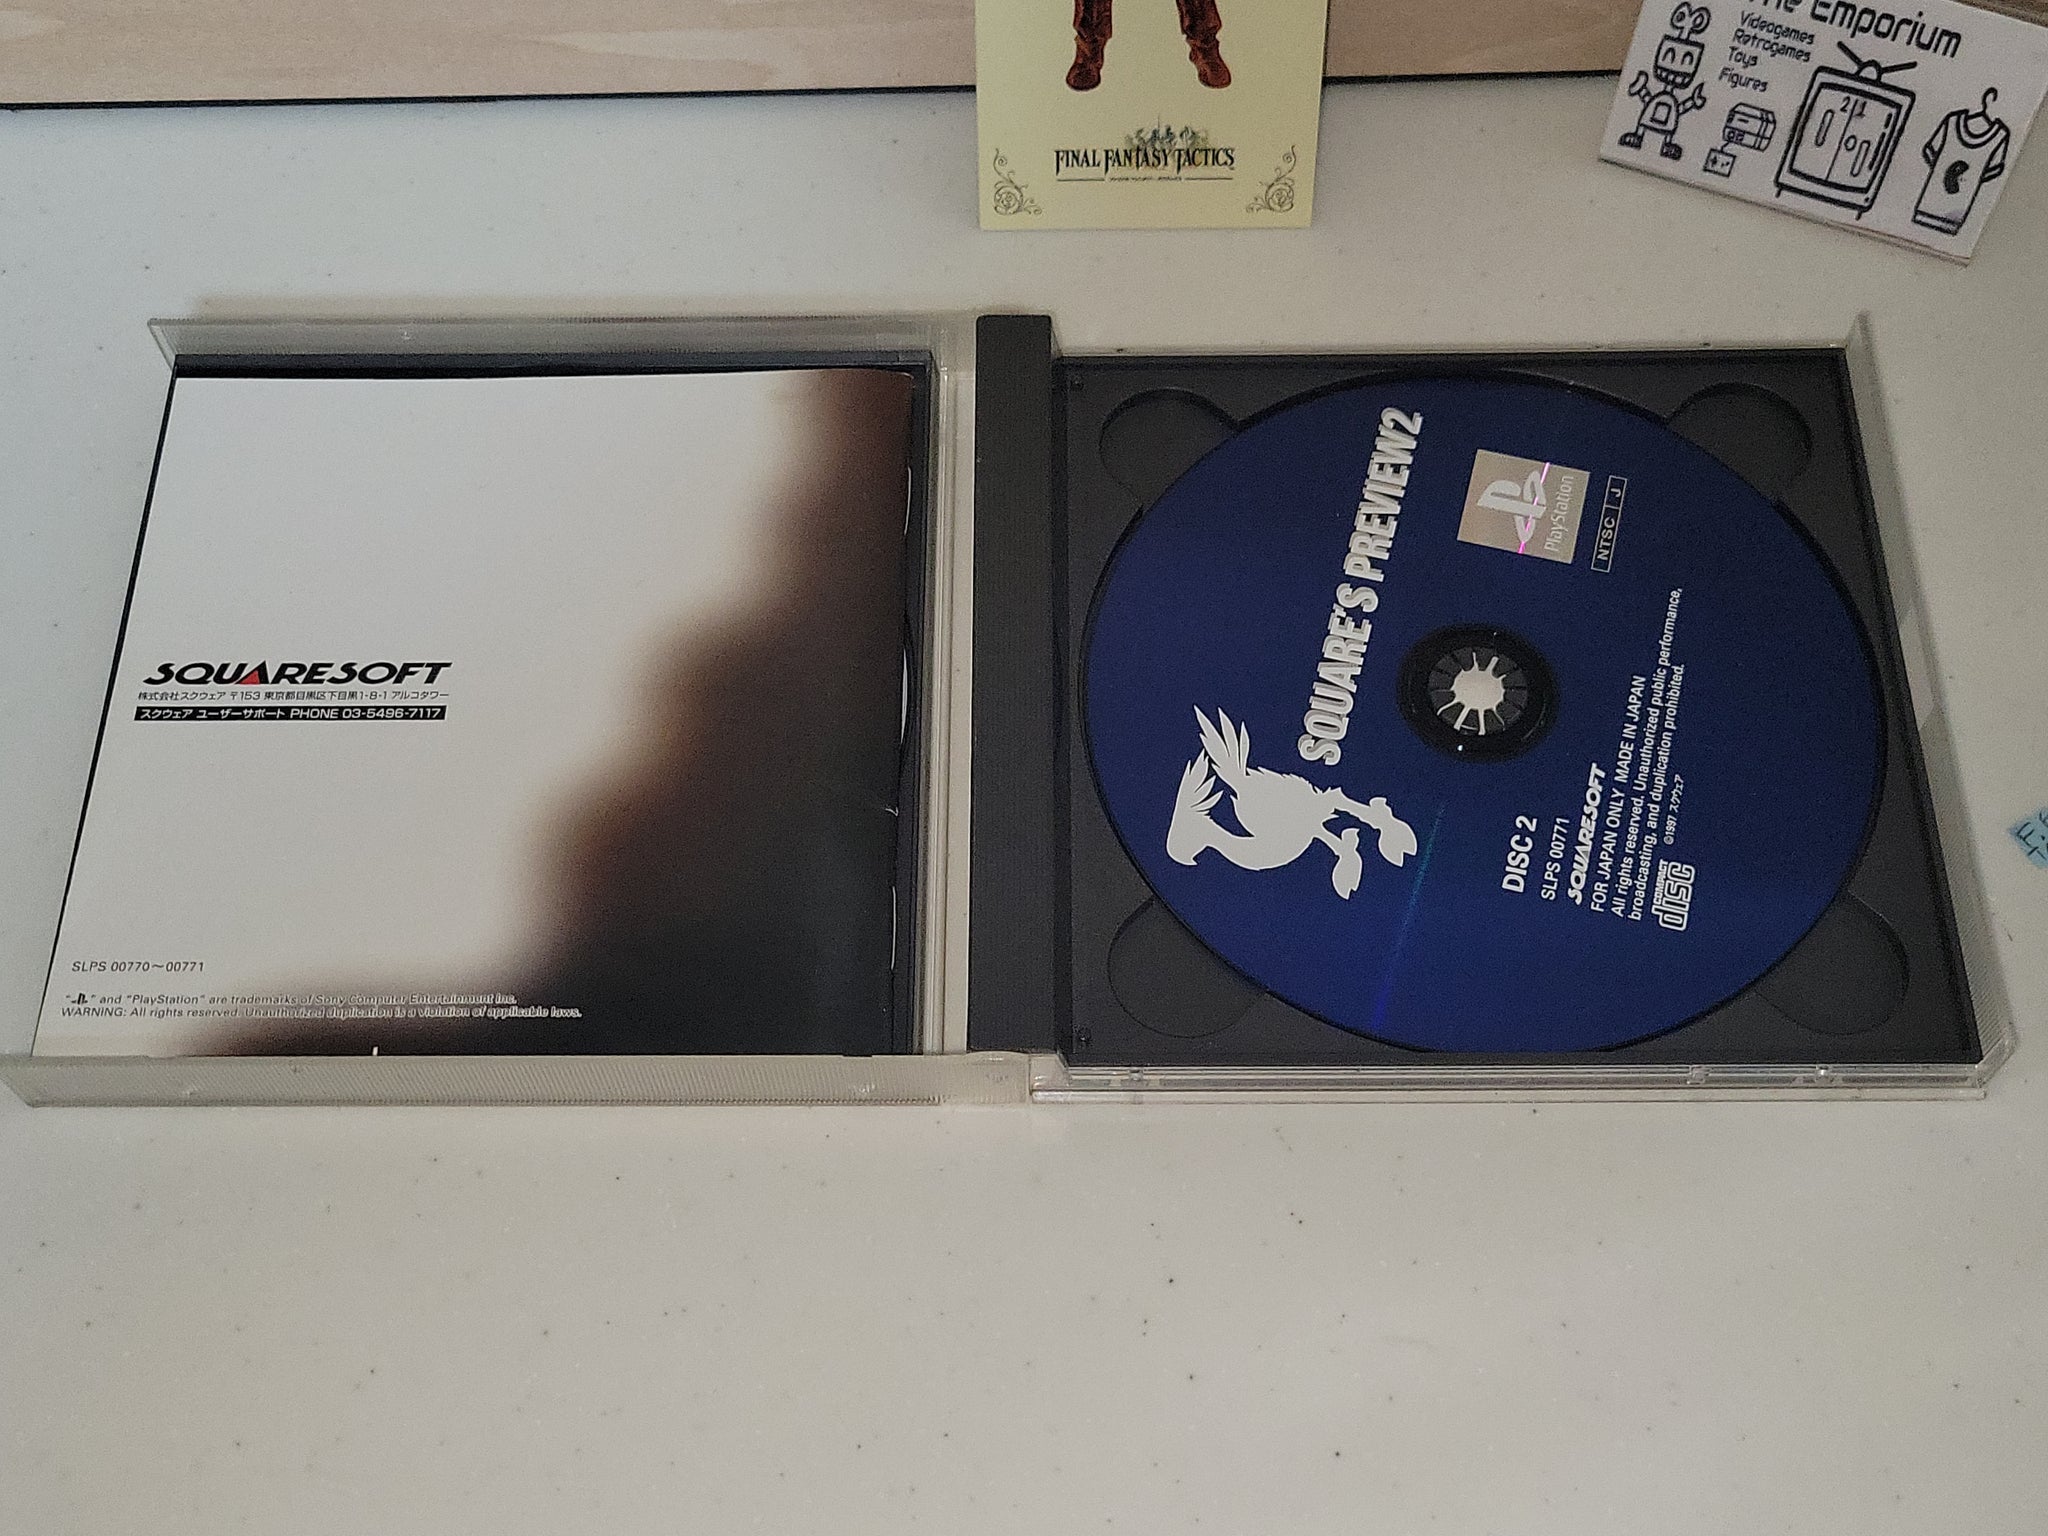 The Emporium
Videogames
Retrogames
Toys
Figures
FINAL FANTASY TACTICS
SQUARESOFT
株式会社スクウェア 〒153 東京都目黒区下目黒1-8-1 アルコタワー
スクウェア ユーザーサポート PHONE 03-5496-7117
SLPS 00770~00771
" " and "PlayStation" are trademarks of Sony Computer Entertainment Inc.
WARNING: All rights reserved. Unauthorized duplication is a violation of applicable laws.
SQUARE'S PREVIEW2
PlayStation
NTSC J
DISC 2
SLPS 00771
SQUARESOFT
FOR JAPAN ONLY MADE IN JAPAN
All rights reserved. Unauthorized public performance,
broadcasting, and duplication prohibited.
COMPACT
disc
©1997 スクウェア